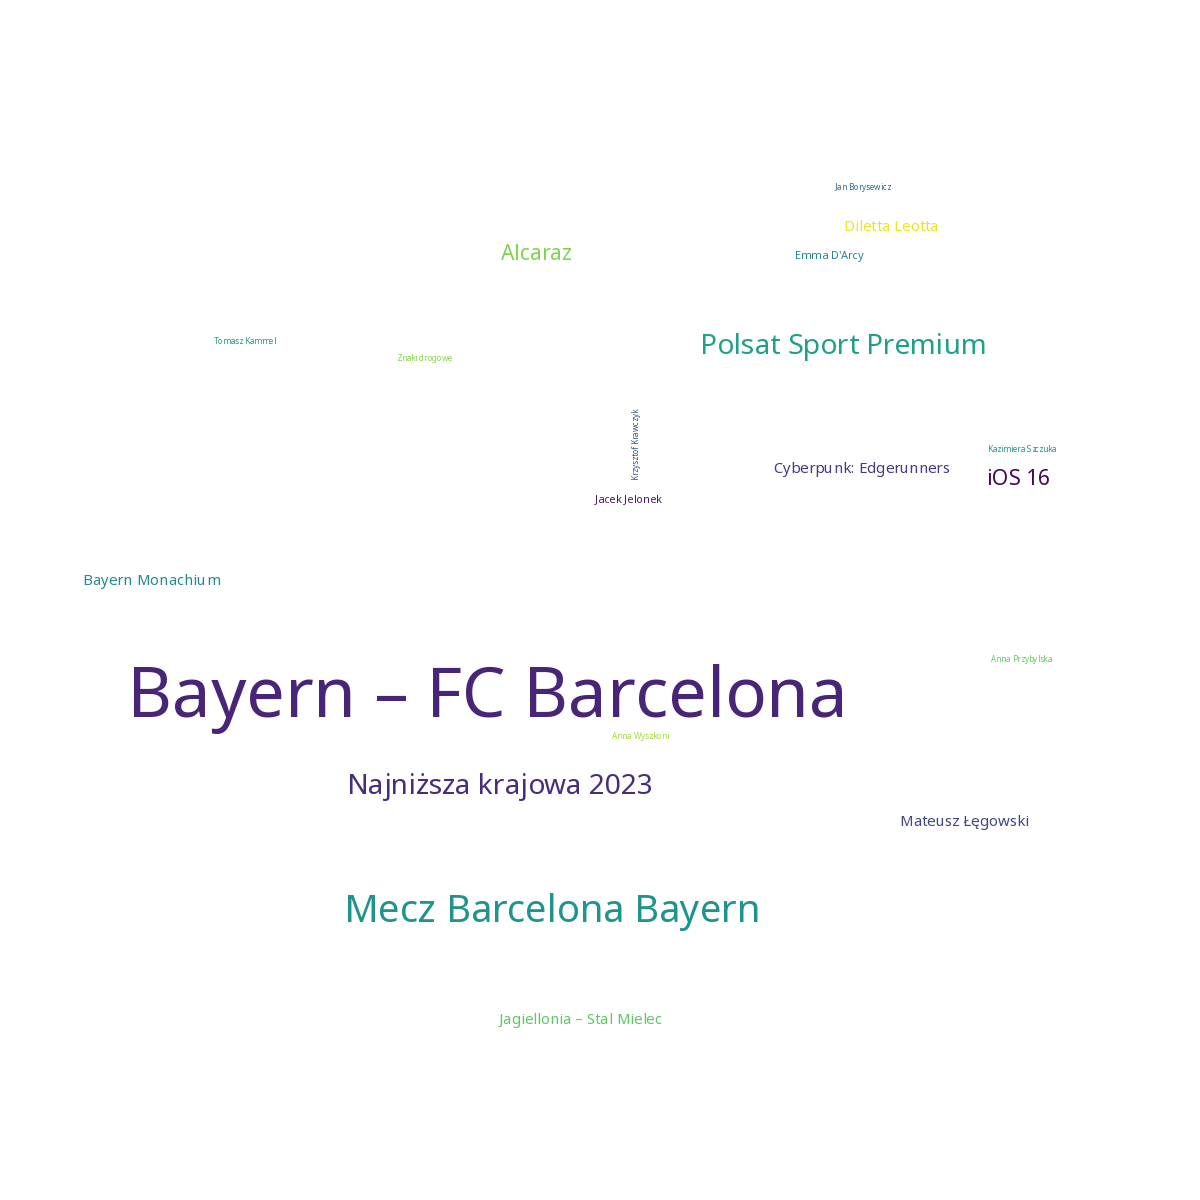 Jan Borysewicz
Diletta Leotta
Alcaraz
Emma D'Arcy
Tomasz Kammel
Polsat Sport Premium
Znaki drogowe
Krzysztof Krawczyk
Kazimiera Szczuka
Cyberpunk: Edgerunners
iOS 16
Jacek Jelonek
Bayern Monachium
Anna Przybylska
Bayern – FC Barcelona
Anna Wyszkoni
Najniższa krajowa 2023
Mateusz Łęgowski
Mecz Barcelona Bayern
Jagiellonia – Stal Mielec